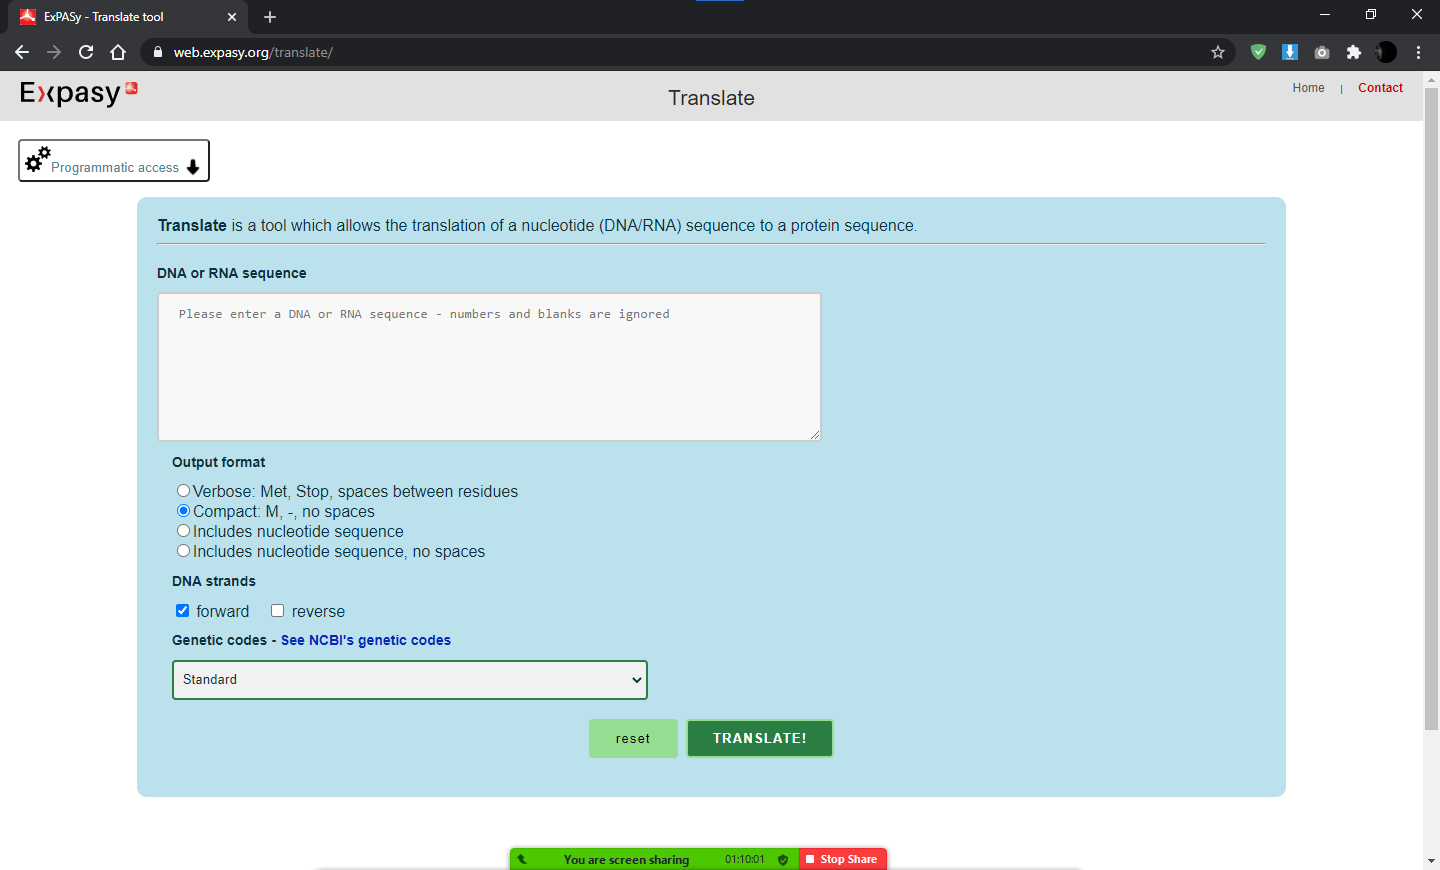 ExPASy - Translate tool
web.expasy.org/translate/
Expasy
Translate
Home | Contact
Programmatic access
Translate is a tool which allows the translation of a nucleotide (DNA/RNA) sequence to a protein sequence.
DNA or RNA sequence
Please enter a DNA or RNA sequence - numbers and blanks are ignored
Output format
Verbose: Met, Stop, spaces between residues
Compact: M, -, no spaces
Includes nucleotide sequence
Includes nucleotide sequence, no spaces
DNA strands
forward reverse
Genetic codes - See NCBI's genetic codes
Standard
reset TRANSLATE!
You are screen sharing 01:10:01 Stop Share